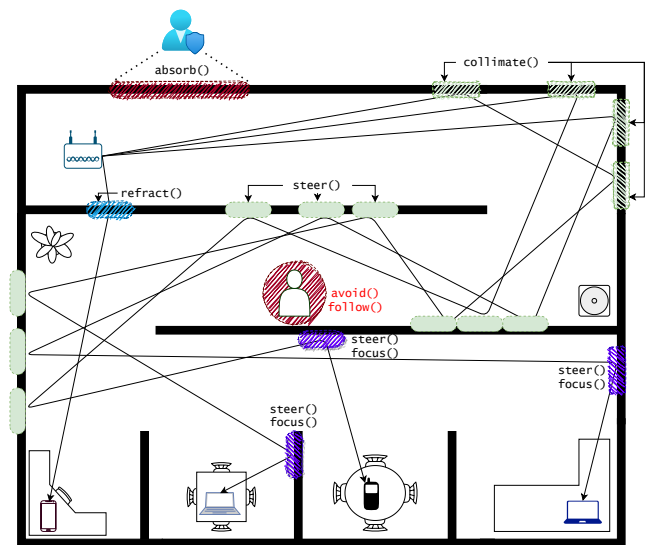 collimate()
absorb()
refract()
steer()
avoid()
follow()
steer()
focus()
steer()
focus()
steer()
focus()